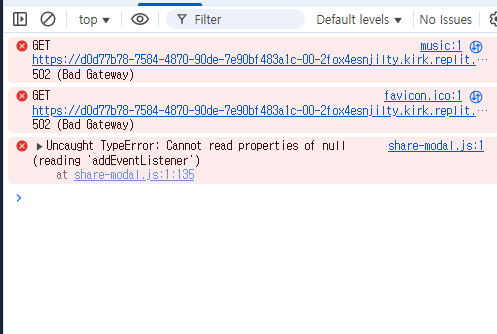 top ▼ Filter Default levels ▼ No Issues
GET music:1
https://d0d77b78-7584-4870-90de-7e90bf483a1c-00-2fox4esnjilty.kirk.replit.…
502 (Bad Gateway)
GET favicon.ico:1
https://d0d77b78-7584-4870-90de-7e90bf483a1c-00-2fox4esnjilty.kirk.replit.…
502 (Bad Gateway)
▶Uncaught TypeError: Cannot read properties of null share-modal.js:1
(reading 'addEventListener')
at share-modal.js:1:135